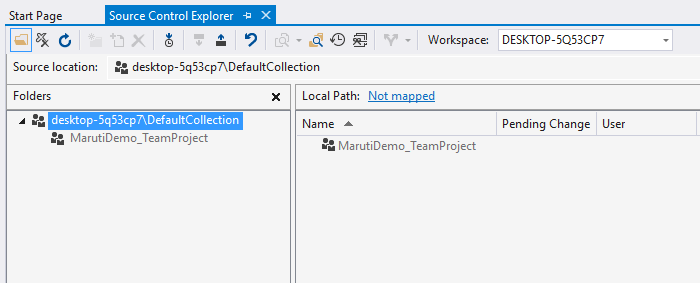 Start Page Source Control Explorer
Workspace: DESKTOP-5Q53CP7
Source location: desktop-5q53cp7\DefaultCollection
Folders Local Path: Not mapped
desktop-5q53cp7\DefaultCollection Name Pending Change User
MarutiDemo_TeamProject MarutiDemo_TeamProject